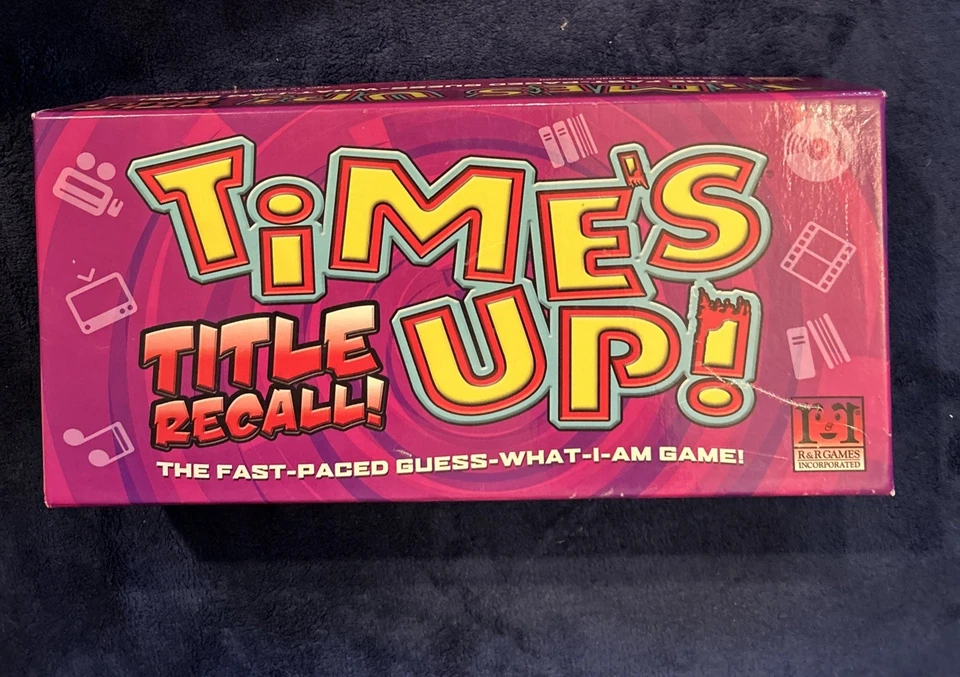 TiME'S
UP!
TITLE
RECALL!
THE FAST-PACED GUESS-WHAT-I-AM GAME!
R&R
R&R GAMES
INCORPORATED